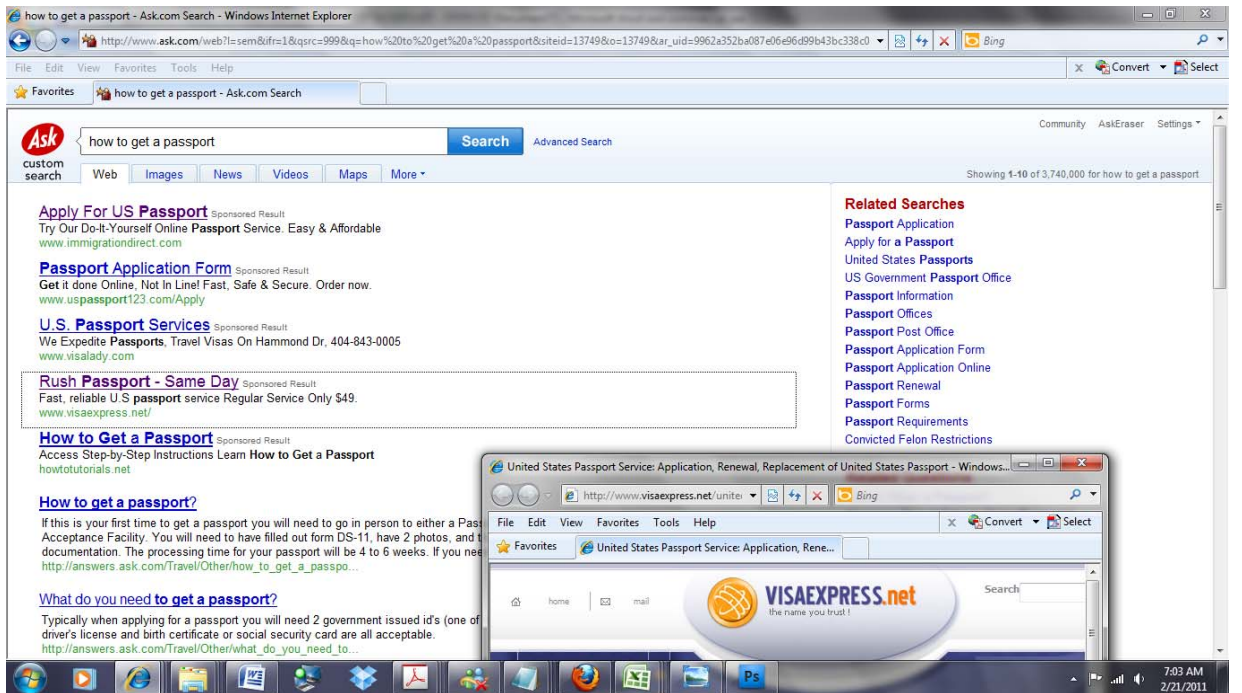 how to get a passport - Ask.com Search - Windows Internet Explorer
http://www.ask.com/web?l=sem&ifr=1&qsrc=999&q=how%20to%20get%20a%20passport&siteid=13749&o=13749&ar_uid=9962a352ba087e06e96d99b43bc338c0
Bing
File Edit View Favorites Tools Help
x Convert Select
Favorites how to get a passport - Ask.com Search
Community AskEraser Settings
Ask
custom
search
how to get a passport
Search
Advanced Search
Web Images News Videos Maps More
Showing 1-10 of 3,740,000 for how to get a passport
Apply For US Passport Sponsored Result
Try Our Do-It-Yourself Online Passport Service. Easy & Affordable
www.immigrationdirect.com
Passport Application Form Sponsored Result
Get it done Online, Not In Line! Fast, Safe & Secure. Order now.
www.uspassport123.com/Apply
U.S. Passport Services Sponsored Result
We Expedite Passports, Travel Visas On Hammond Dr, 404-843-0005
www.visalady.com
Rush Passport - Same Day Sponsored Result
Fast, reliable U.S passport service Regular Service Only $49.
www.visaexpress.net/
How to Get a Passport Sponsored Result
Access Step-by-Step Instructions Learn How to Get a Passport
howtotutorials.net
How to get a passport?
If this is your first time to get a passport you will need to go in person to either a Pass
Acceptance Facility. You will need to have filled out form DS-11, have 2 photos, and
documentation. The processing time for your passport will be 4 to 6 weeks. If you nee
http://answers.ask.com/Travel/Other/how_to_get_a_passpo...
What do you need to get a passport?
Typically when applying for a passport you will need 2 government issued id's (one of
driver's license and birth certificate or social security card are all acceptable.
http://answers.ask.com/Travel/Other/what_do_you_need_to...
Related Searches
Passport Application
Apply for a Passport
United States Passports
US Government Passport Office
Passport Information
Passport Offices
Passport Post Office
Passport Application Form
Passport Application Online
Passport Renewal
Passport Forms
Passport Requirements
Convicted Felon Restrictions
United States Passport Service: Application, Renewal, Replacement of United States Passport - Windows...
http://www.visaexpress.net/unite
Bing
File Edit View Favorites Tools Help
x Convert Select
Favorites United States Passport Service: Application, Rene...
home mail
VISAEXPRESS.net
the name you trust !
Search
Ps
7:03 AM
2/21/2011